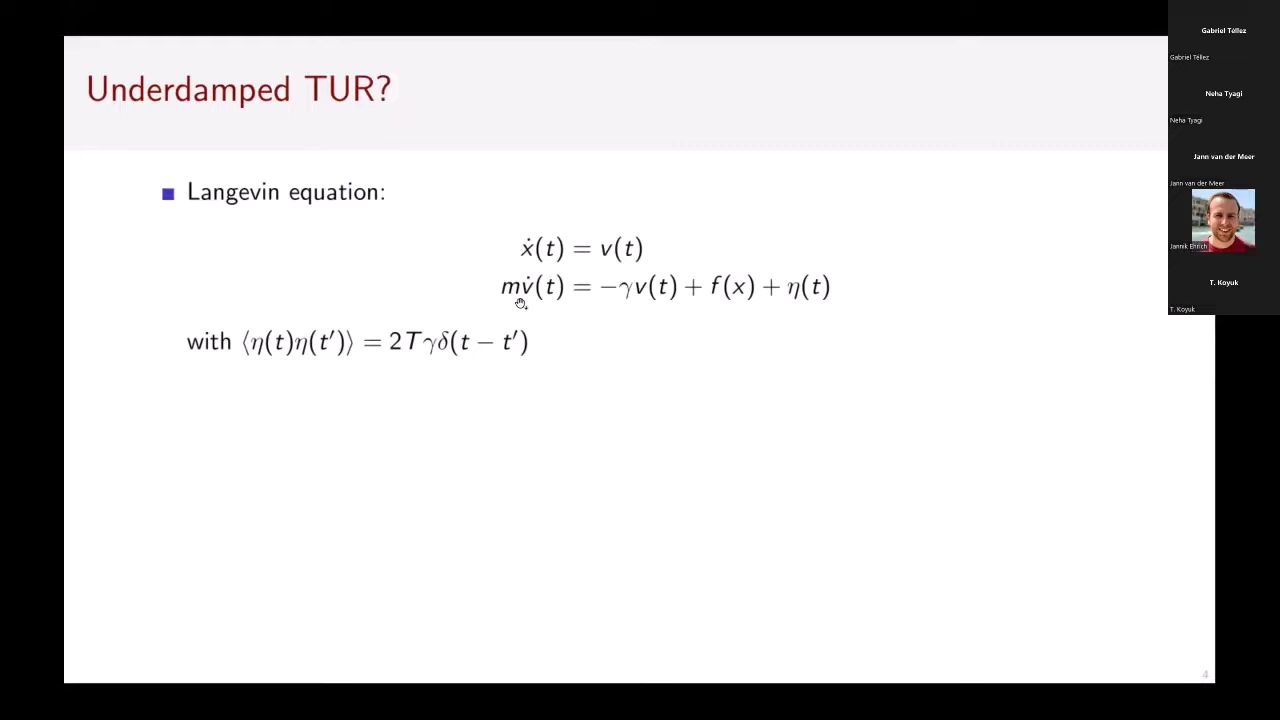 Underdamped TUR?
Langevin equation:
ẋ(t) = v(t)
mv̇(t) = −γv(t) + f(x) + η(t)
with ⟨η(t)η(t′)⟩ = 2Tγδ(t − t′)
4
Gabriel Téllez
Gabriel Téllez
Neha Tyagi
Neha Tyagi
Jann van der Meer
Jann van der Meer
Jannik Ehrich
T. Koyuk
T. Koyuk